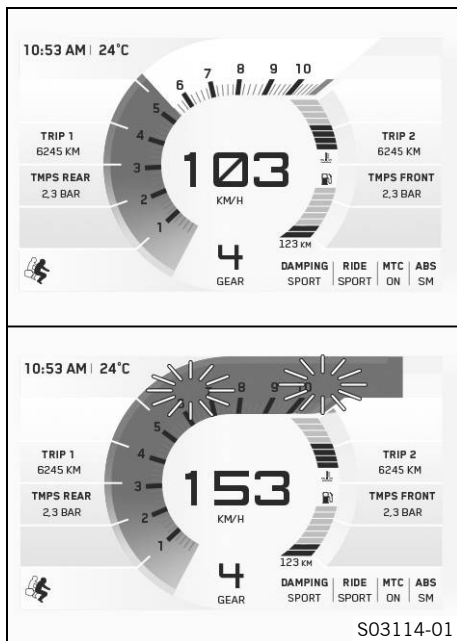 10:53 AM | 24°C
6 7 8 9 10
5
4
3
2
1
TRIP 1
6245 KM
TMPS REAR
2,3 BAR
103
KM/H
TRIP 2
6245 KM
TMPS FRONT
2,3 BAR
123 KM
4
GEAR
DAMPING | RIDE | MTC | ABS
SPORT | SPORT | ON | SM
10:53 AM | 24°C
8 9 10
5
4
3
2
1
TRIP 1
6245 KM
TMPS REAR
2,3 BAR
153
KM/H
TRIP 2
6245 KM
TMPS FRONT
2,3 BAR
123 KM
4
GEAR
DAMPING | RIDE | MTC | ABS
SPORT | SPORT | ON | SM
S03114-01